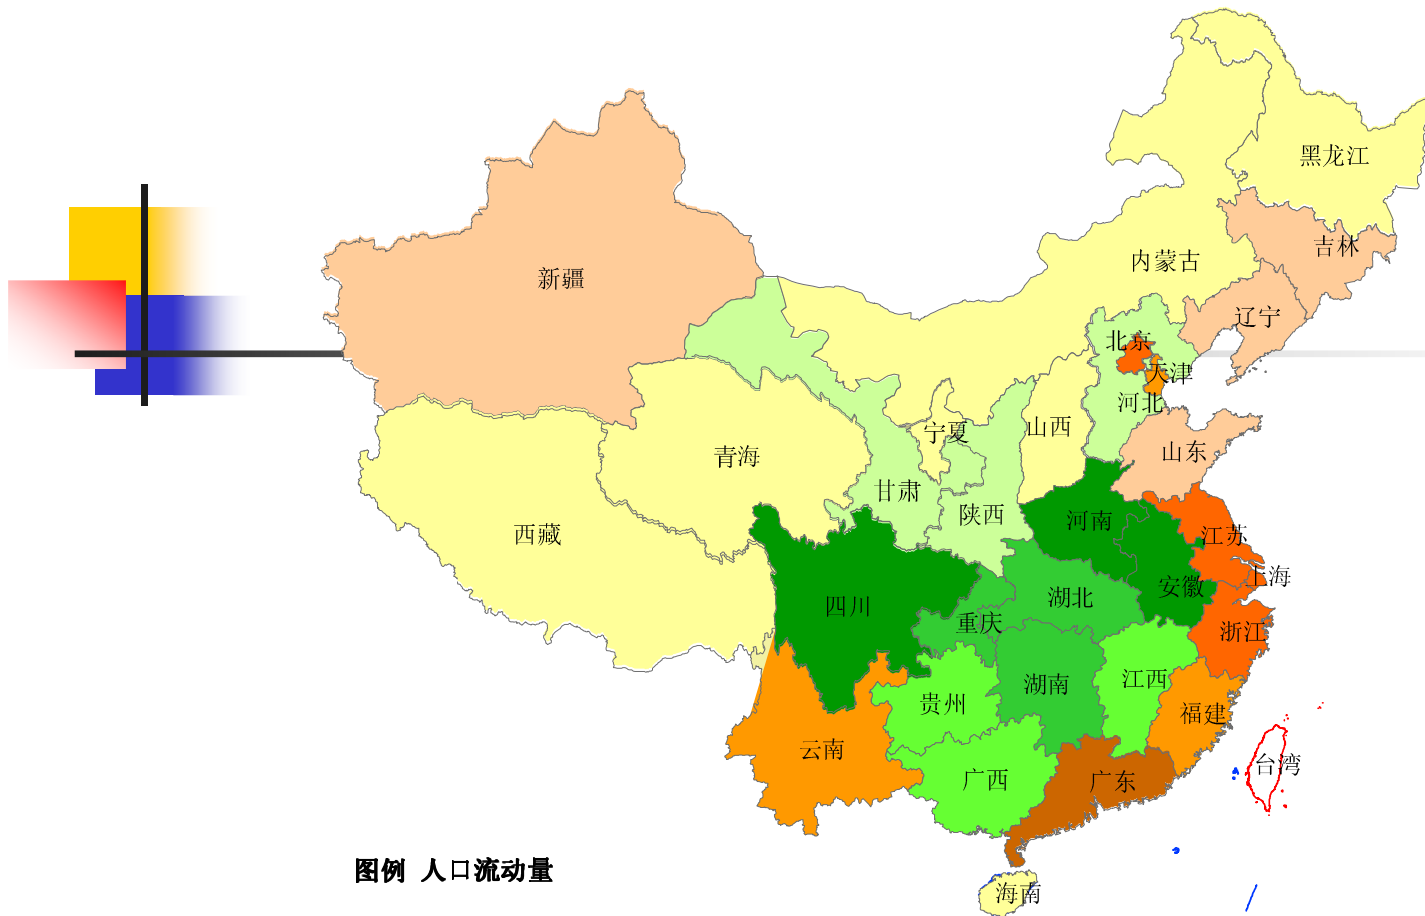 黑龙江
吉林
内蒙古
新疆
辽宁
北京
天津
河北
宁夏
山西
山东
青海
甘肃
陕西
河南
西藏
江苏
上海
安徽
湖北
四川
重庆
浙江
江西
湖南
贵州
福建
云南
台湾
广西
广东
图例 人口流动量
海南